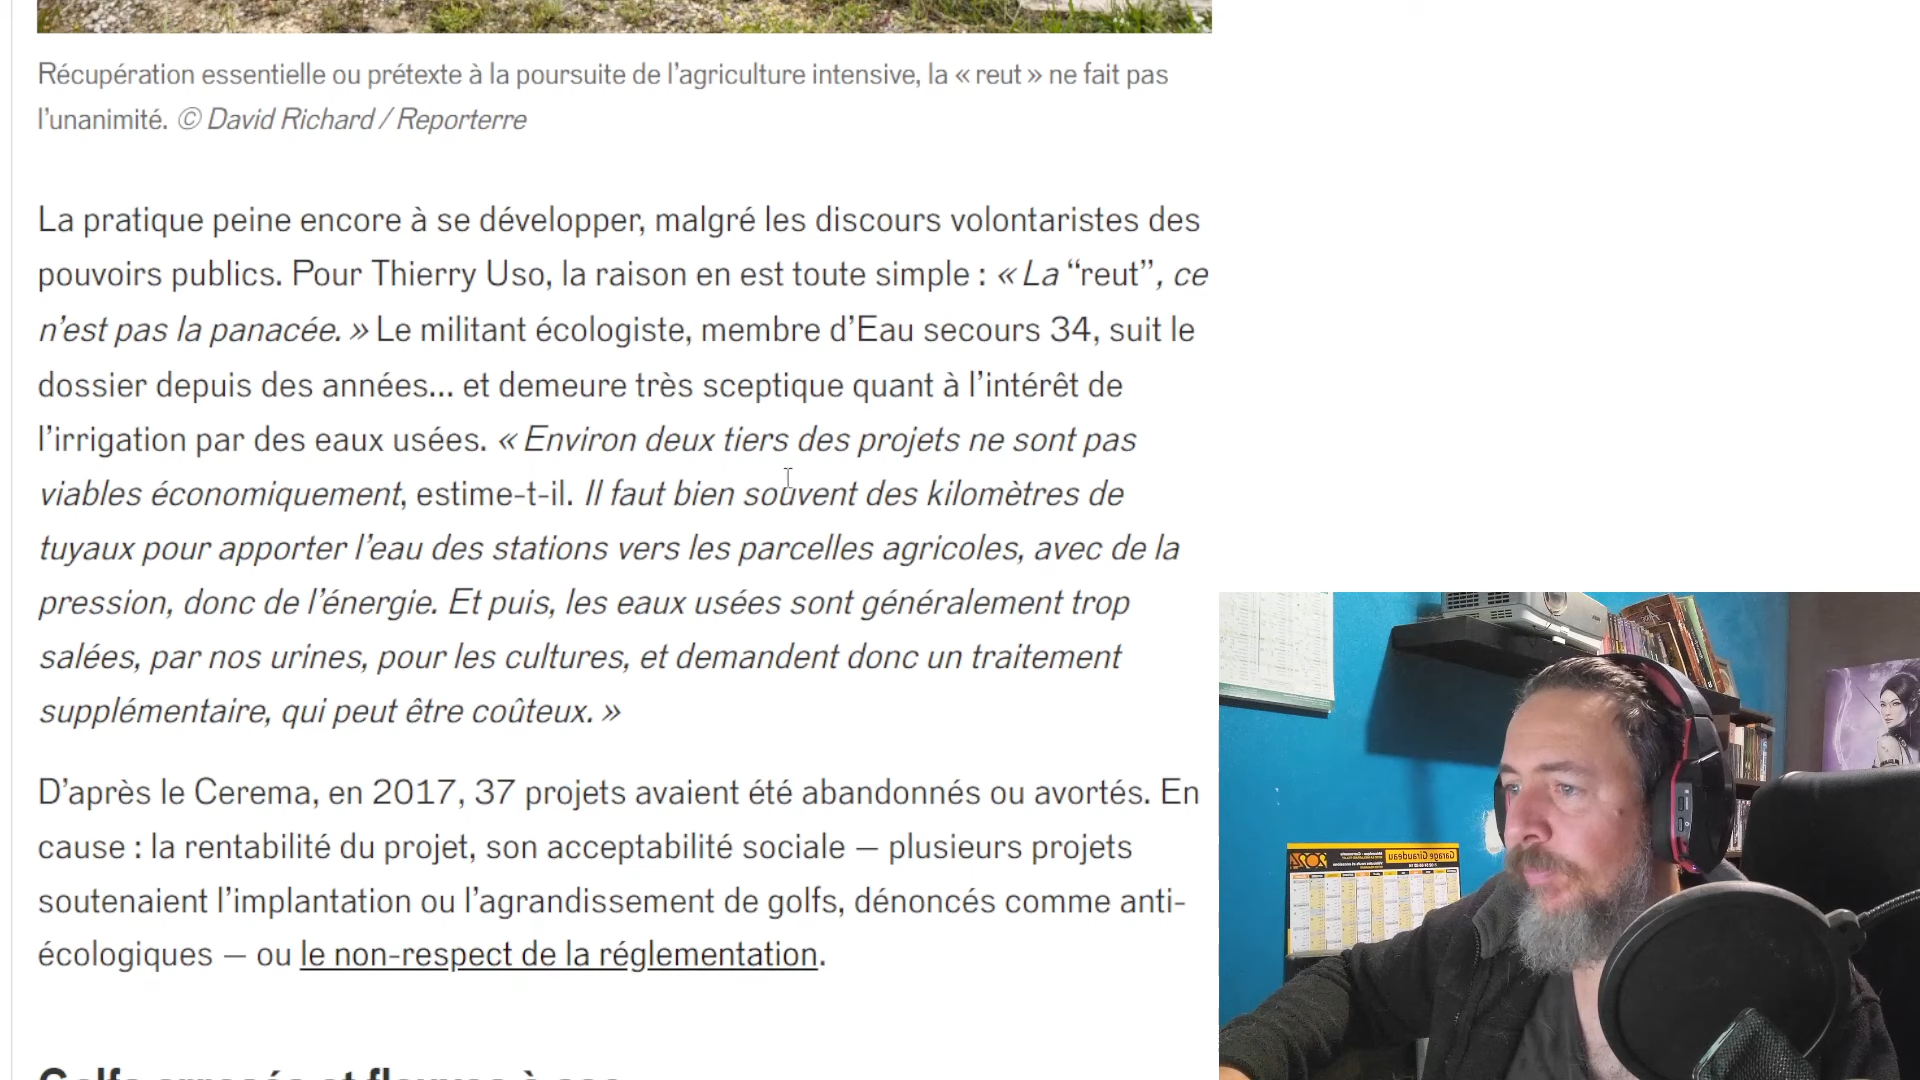 Récupération essentielle ou prétexte à la poursuite de l'agriculture intensive, la « reut » ne fait pas
l'unanimité. © David Richard / Reporterre
La pratique peine encore à se développer, malgré les discours volontaristes des
pouvoirs publics. Pour Thierry Uso, la raison en est toute simple : « La “reut”, ce
n'est pas la panacée. » Le militant écologiste, membre d'Eau secours 34, suit le
dossier depuis des années… et demeure très sceptique quant à l'intérêt de
l'irrigation par des eaux usées. « Environ deux tiers des projets ne sont pas
viables économiquement, estime-t-il. Il faut bien souvent des kilomètres de
tuyaux pour apporter l'eau des stations vers les parcelles agricoles, avec de la
pression, donc de l'énergie. Et puis, les eaux usées sont généralement trop
salées, par nos urines, pour les cultures, et demandent donc un traitement
supplémentaire, qui peut être coûteux. »
D'après le Cerema, en 2017, 37 projets avaient été abandonnés ou avortés. En
cause : la rentabilité du projet, son acceptabilité sociale — plusieurs projets
soutenaient l'implantation ou l'agrandissement de golfs, dénoncés comme anti-
écologiques — ou le non-respect de la réglementation.
Golfs arrosés et fleuves à sec
Garage Giraudeau